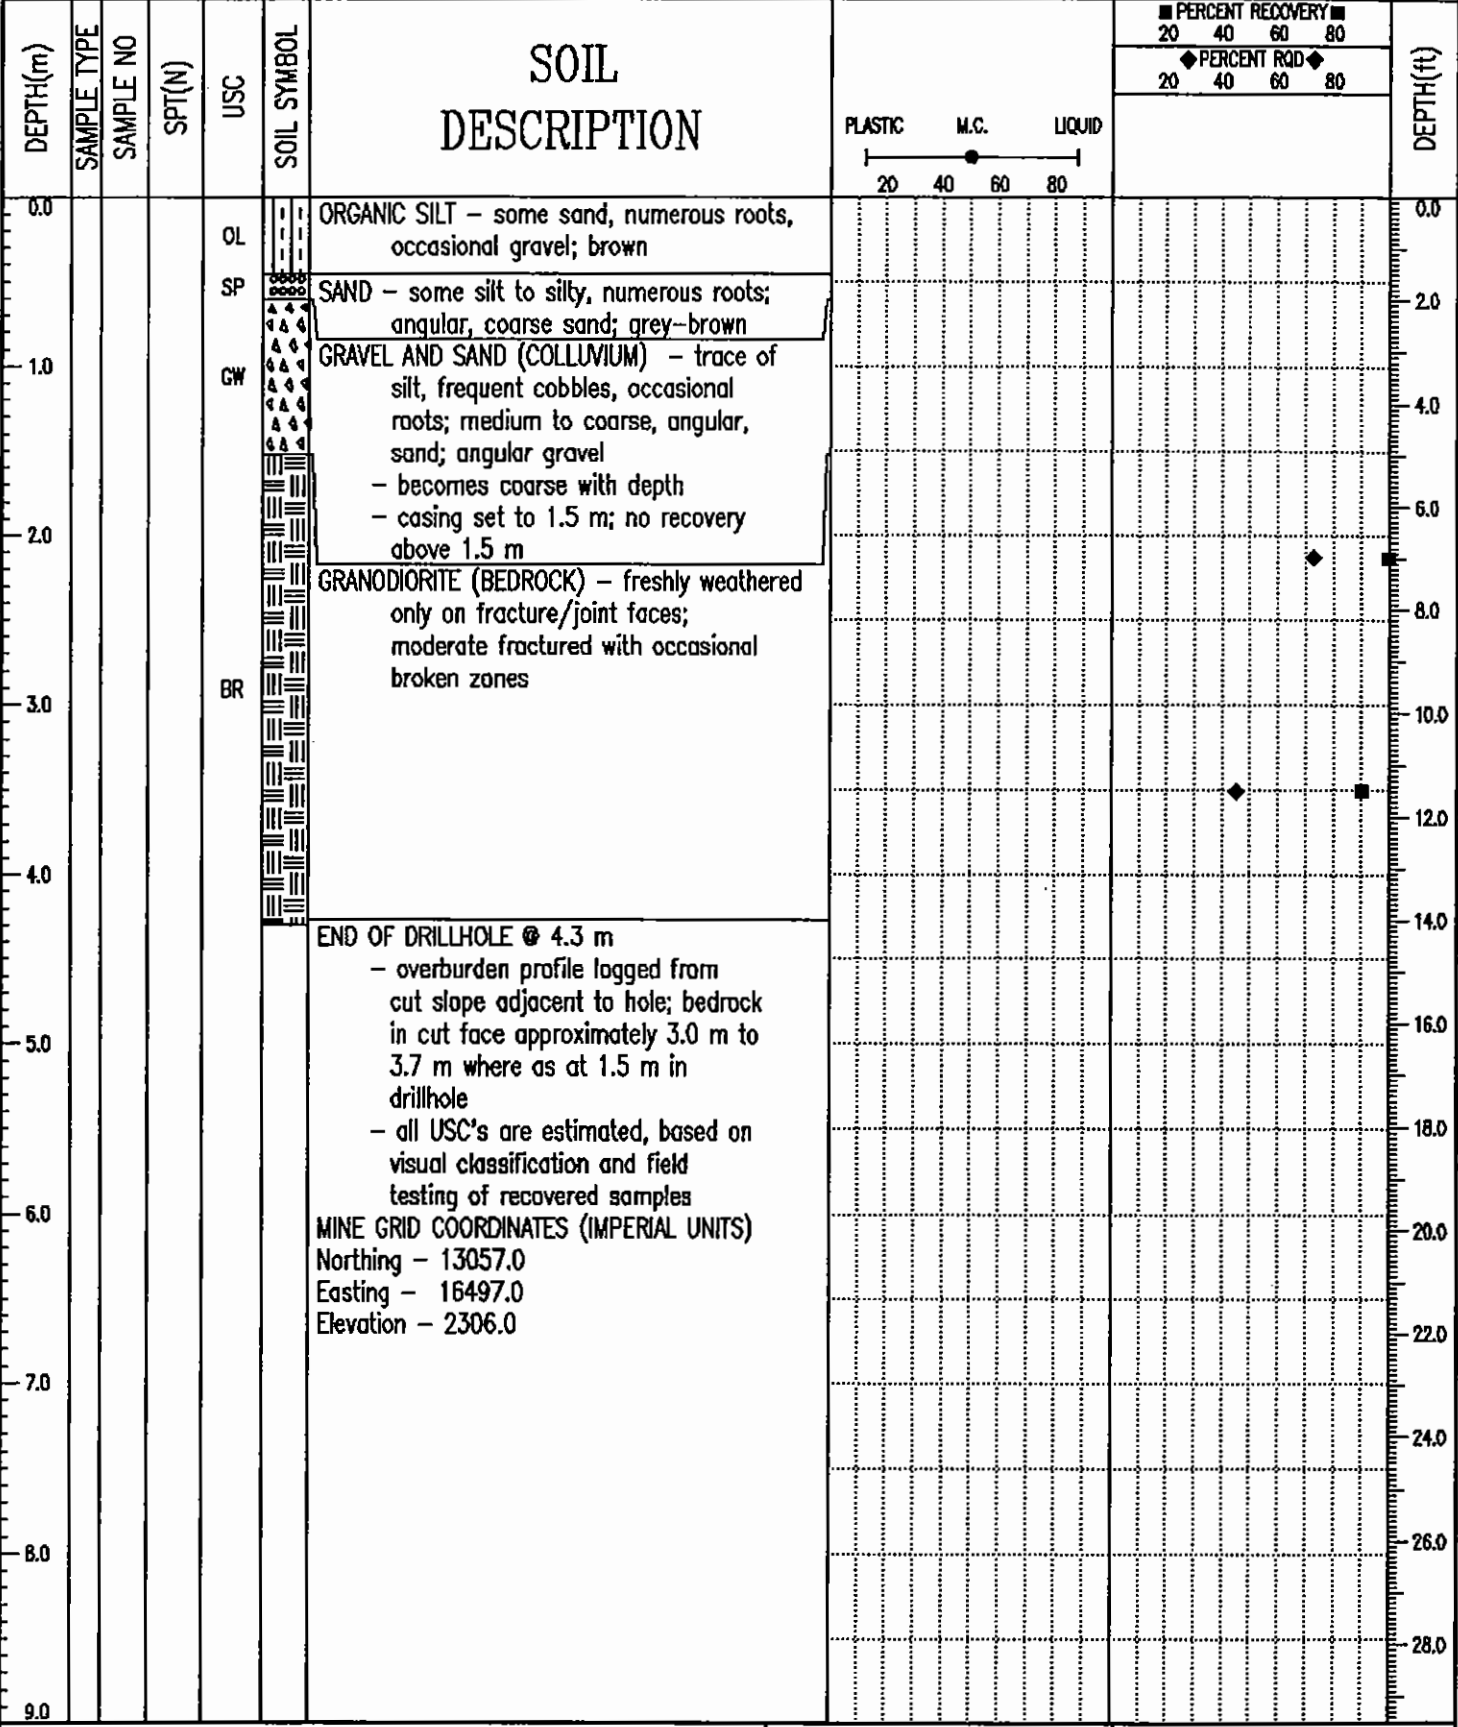 DEPTH(m)
SAMPLE TYPE
SAMPLE NO
SPT(N)
USC
SOIL SYMBOL
SOIL
DESCRIPTION
PLASTIC M.C. LIQUID
20 40 60 80
■ PERCENT RECOVERY ■
20 40 60 80
◆ PERCENT RQD ◆
20 40 60 80
DEPTH(ft)
0.0
1.0
2.0
3.0
4.0
5.0
6.0
7.0
8.0
9.0
OL
SP
GW
BR
ORGANIC SILT – some sand, numerous roots,
occasional gravel; brown
SAND – some silt to silty, numerous roots;
angular, coarse sand; grey–brown
GRAVEL AND SAND (COLLUVIUM) – trace of
silt, frequent cobbles, occasional
roots; medium to coarse, angular,
sand; angular gravel
– becomes coarse with depth
– casing set to 1.5 m; no recovery
above 1.5 m
GRANODIORITE (BEDROCK) – freshly weathered
only on fracture/joint faces;
moderate fractured with occasional
broken zones
END OF DRILLHOLE @ 4.3 m
– overburden profile logged from
cut slope adjacent to hole; bedrock
in cut face approximately 3.0 m to
3.7 m where as at 1.5 m in
drillhole
– all USC's are estimated, based on
visual classification and field
testing of recovered samples
MINE GRID COORDINATES (IMPERIAL UNITS)
Northing – 13057.0
Easting – 16497.0
Elevation – 2306.0
0.0
2.0
4.0
6.0
8.0
10.0
12.0
14.0
16.0
18.0
20.0
22.0
24.0
26.0
28.0